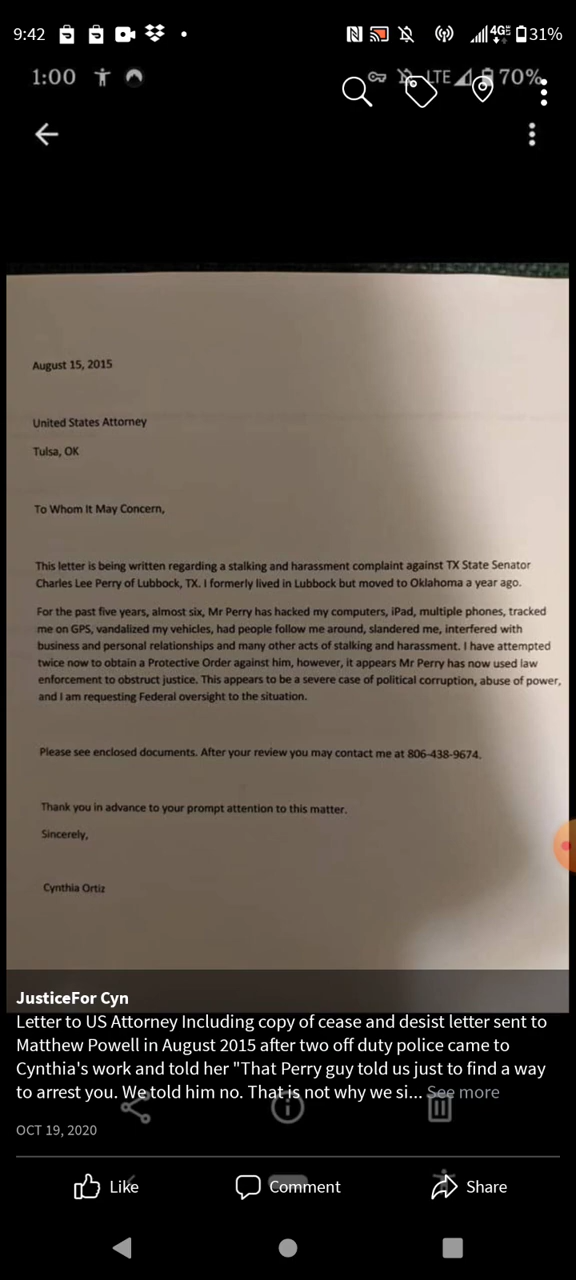 9:42
4G
31%
1:00
LTE
70%
August 15, 2015
United States Attorney
Tulsa, OK
To Whom It May Concern,
This letter is being written regarding a stalking and harassment complaint against TX State Senator
Charles Lee Perry of Lubbock, TX. I formerly lived in Lubbock but moved to Oklahoma a year ago.
For the past five years, almost six, Mr Perry has hacked my computers, iPad, multiple phones, tracked
me on GPS, vandalized my vehicles, had people follow me around, slandered me, interfered with
business and personal relationships and many other acts of stalking and harassment. I have attempted
twice now to obtain a Protective Order against him, however, it appears Mr Perry has now used law
enforcement to obstruct justice. This appears to be a severe case of political corruption, abuse of power,
and I am requesting Federal oversight to the situation.
Please see enclosed documents. After your review you may contact me at 806-438-9674.
Thank you in advance to your prompt attention to this matter.
Sincerely,
Cynthia Ortiz
JusticeFor Cyn
Letter to US Attorney Including copy of cease and desist letter sent to
Matthew Powell in August 2015 after two off duty police came to
Cynthia's work and told her "That Perry guy told us just to find a way
to arrest you. We told him no. That is not why we si... See more
OCT 19, 2020
Like
Comment
Share